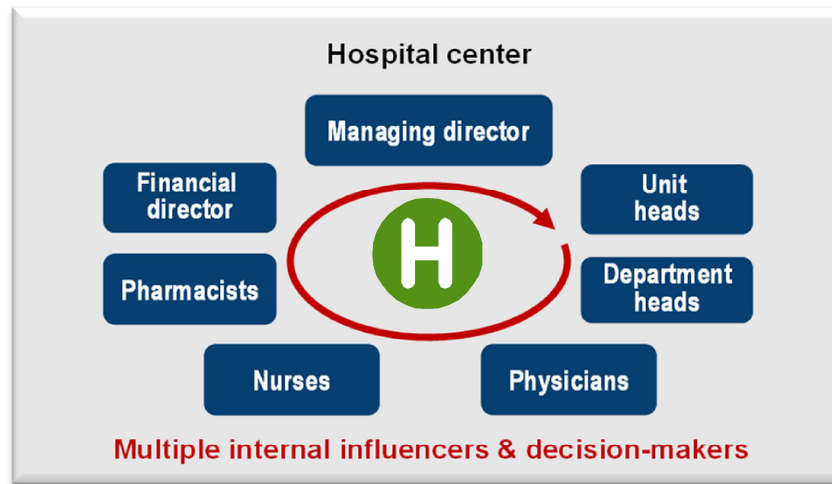 Hospital center
Managing director
Financial
director
Unit
heads
H
Pharmacists
Department
heads
Nurses
Physicians
Multiple internal influencers & decision-makers